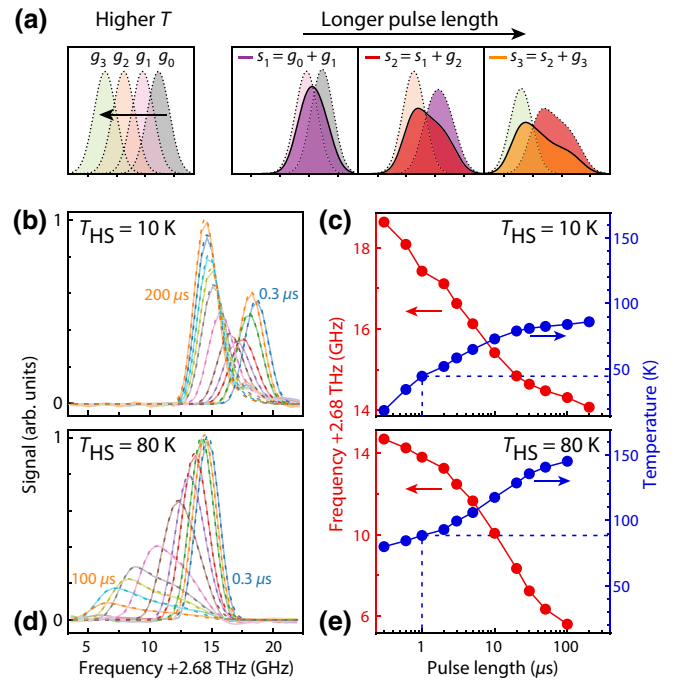 (a) Higher T Longer pulse length
g3 g2 g1 g0 s1 = g0 + g1 s2 = s1 + g2 s3 = s2 + g3
(b) THS = 10 K
1
200 µs 0.3 µs
0
(c) THS = 10 K
18
16
14
150
100
50
Signal (arb. units)
Frequency +2.68 THz (GHz)
Temperature (K)
THS = 80 K
1
100 µs 0.3 µs
0
(d) 5 10 15 20
Frequency +2.68 THz (GHz)
THS = 80 K
14
10
6
150
100
50
(e) 1 10 100
Pulse length (µs)